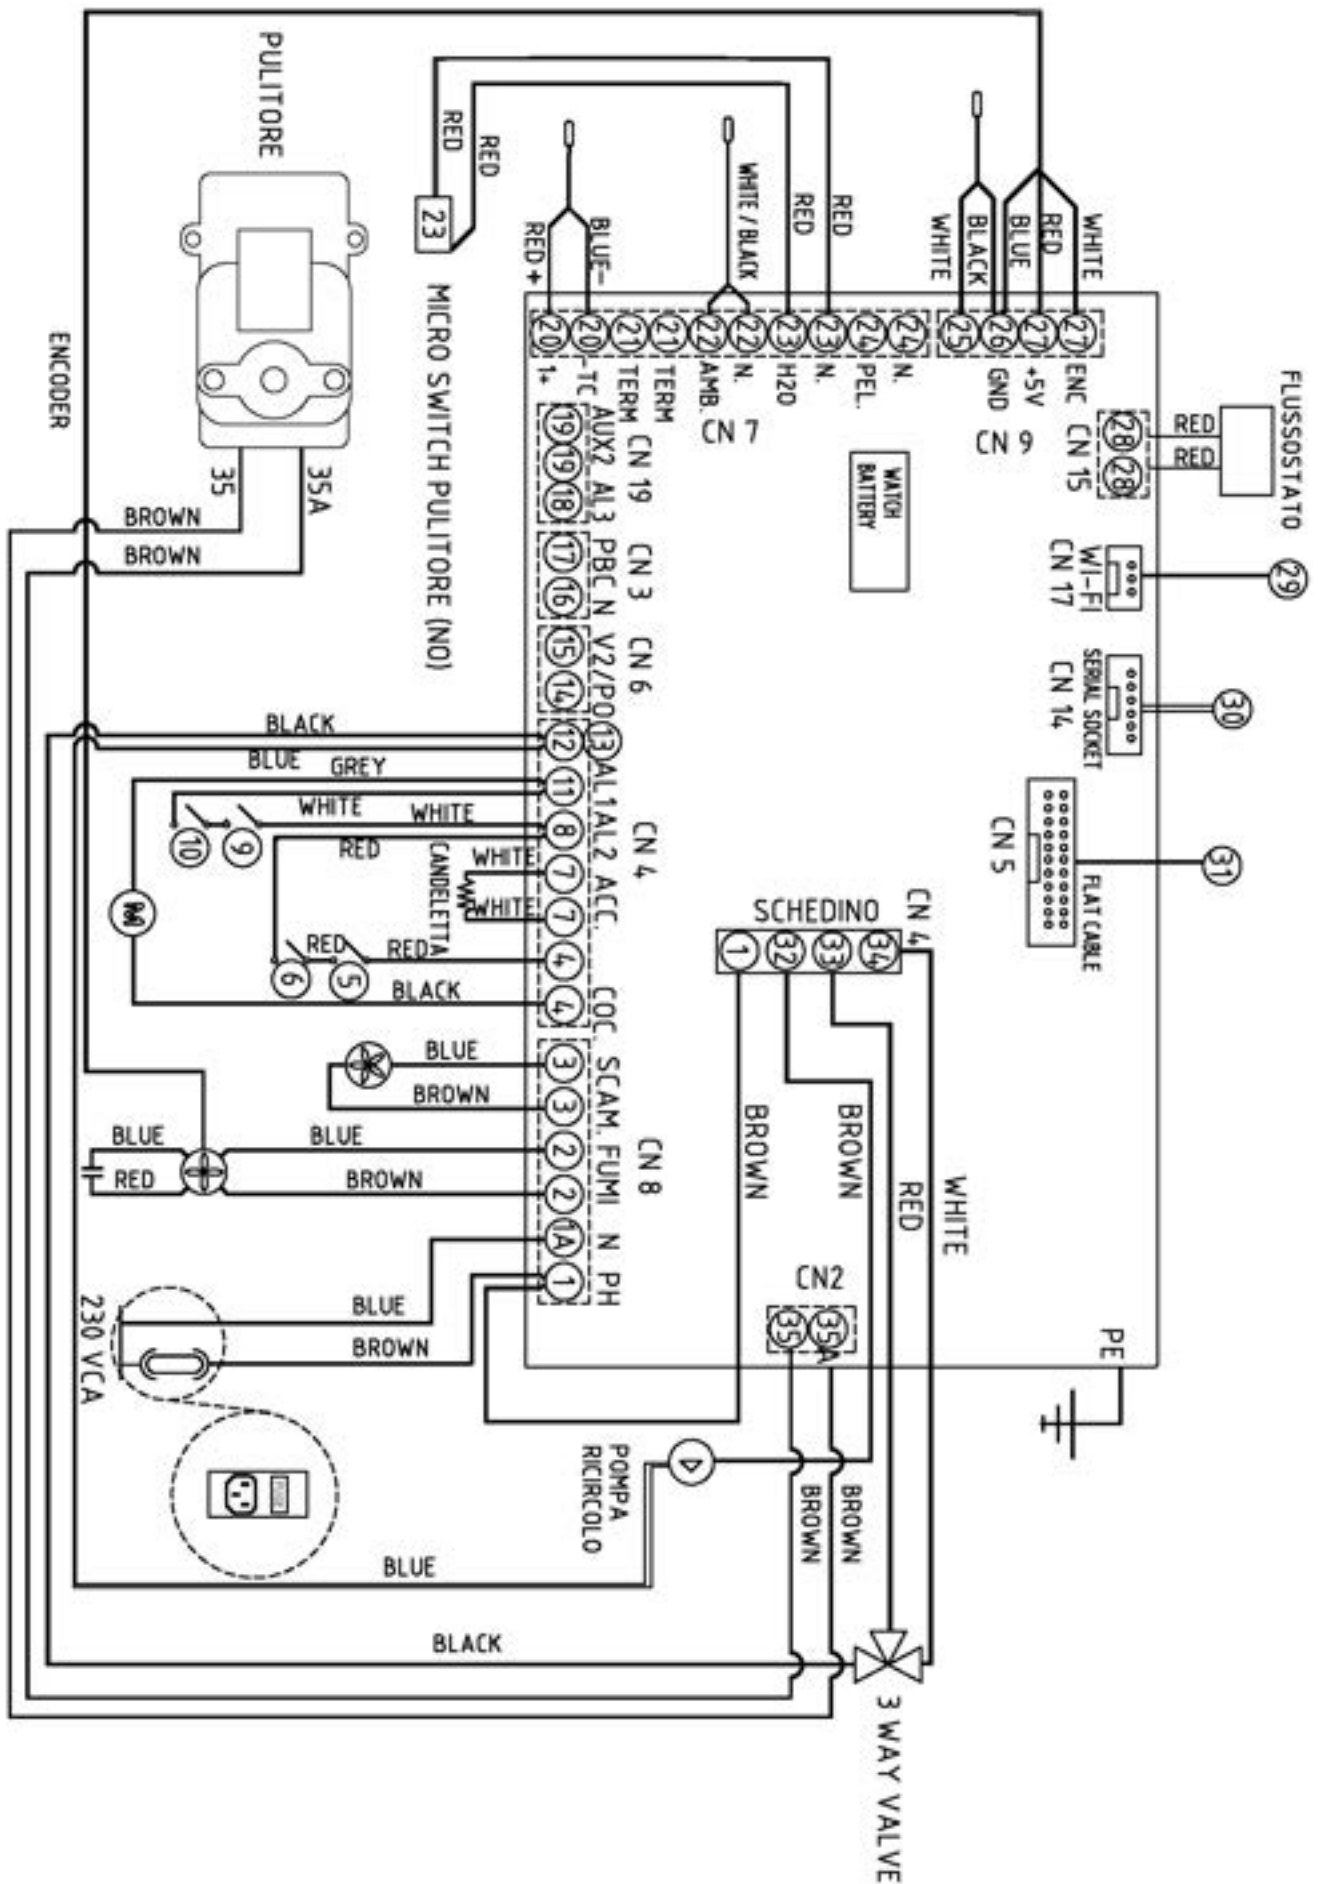 PULITORE
35
35A
BROWN
BROWN
ENCODER
RED
RED
23
MICRO SWITCH PULITORE (NO)
RED +
BLUE-
WHITE / BLACK
RED
RED
WHITE
BLACK
BLUE
RED
WHITE
20
20
21
21
22
22
23
23
24
24
25
26
27
27
1+
-TC
TERM
TERM
AMB.
N.
H2O
N.
PEL.
N.
GND
+5V
ENC
CN 7
CN 9
FLUSSOSTATO
RED
RED
28
28
CN 15
WATCH
BATTERY
WI-FI
CN 17
29
SERIAL SOCKET
CN 14
30
CN 5
FLAT CABLE
31
19
19
18
AUX2
AL3
CN 19
17
16
PBC
N
CN 3
15
14
V2/PO
CN 6
12
13
11
8
7
7
4
4
AL1
AL2
ACC.
COC.
CN 4
BLACK
BLUE
GREY
WHITE
WHITE
10
9
RED
WHITE
WHITE
CANDELETTA
RED
RED
6
5
BLACK
3
3
2
2
1A
1
SCAM.
FUMI
N
PH
CN 8
BLUE
BROWN
BLUE
RED
BLUE
BROWN
BLUE
BROWN
230 VCA
SCHEDINO
CN 4
1
32
33
34
BROWN
BROWN
RED
WHITE
CN2
35
35A
PE
POMPA
RICIRCOLO
BROWN
BROWN
BLUE
BLACK
3 WAY VALVE